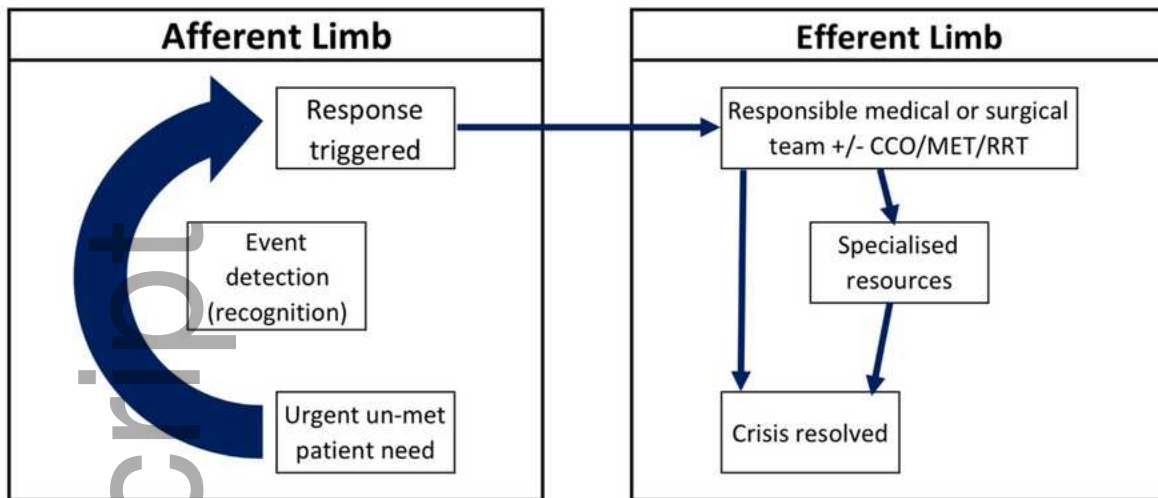 Afferent Limb
Response
triggered
Event
detection
(recognition)
Urgent un-met
patient need
Efferent Limb
Responsible medical or surgical
team +/- CCO/MET/RRT
Specialised
resources
Crisis resolved
cript